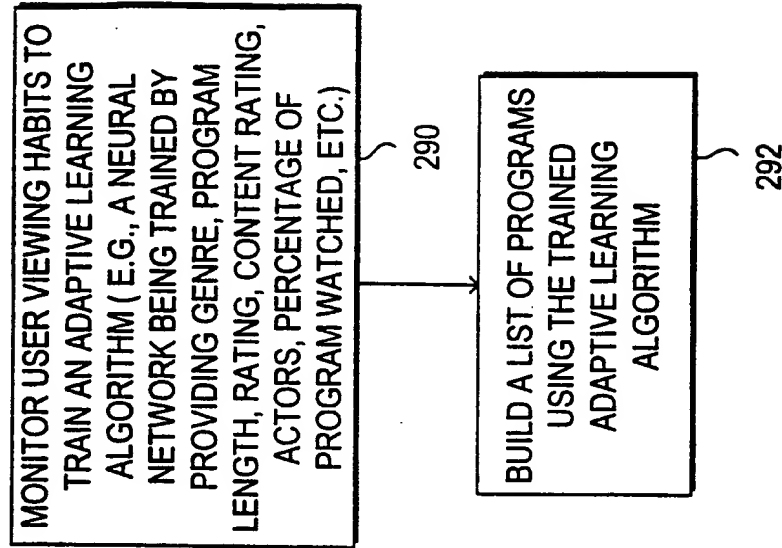 MONITOR USER VIEWING HABITS TO
TRAIN AN ADAPTIVE LEARNING
ALGORITHM ( E.G., A NEURAL
NETWORK BEING TRAINED BY
PROVIDING GENRE, PROGRAM
LENGTH, RATING, CONTENT RATING,
ACTORS, PERCENTAGE OF
PROGRAM WATCHED, ETC.)
290
BUILD A LIST OF PROGRAMS
USING THE TRAINED
ADAPTIVE LEARNING
ALGORITHM
292